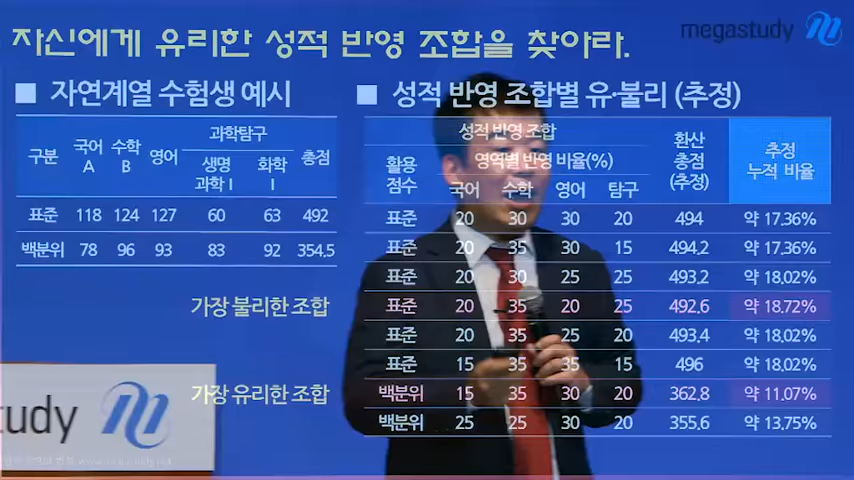 megastudy
자신에게 유리한 성적 반영 조합을 찾아라.
■ 자연계열 수험생 예시
구분 국어 A 수학 B 영어 과학탐구 생명 과학 I 화학 I 총점
표준 118 124 127 60 63 492
백분위 78 96 93 83 92 354.5
■ 성적 반영 조합별 유·불리 (추정)
성적 반영 조합 환산 총점 (추정) 추정 누적 비율
활용 점수 영역별 반영 비율(%)
국어 수학 영어 탐구
표준 20 30 30 20 494 약 17.36%
표준 20 35 30 15 494.2 약 17.36%
표준 20 30 25 25 493.2 약 18.02%
가장 불리한 조합 표준 20 35 20 25 492.6 약 18.72%
표준 20 35 25 20 493.4 약 18.02%
표준 15 35 35 15 496 약 18.02%
가장 유리한 조합 백분위 15 35 30 20 362.8 약 11.07%
백분위 25 25 30 20 355.6 약 13.75%
study